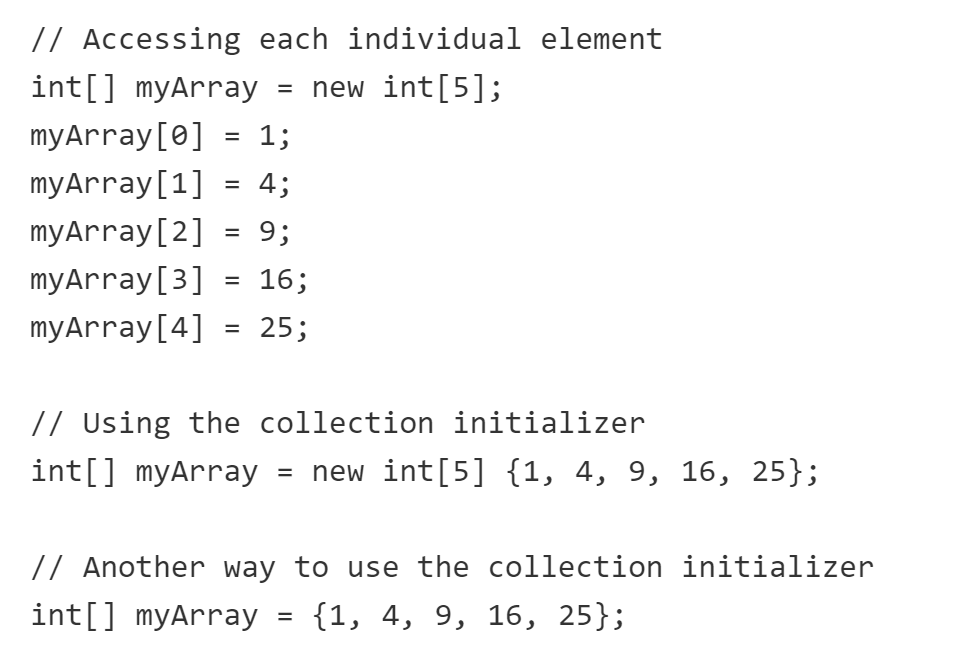 // Accessing each individual element
int[] myArray = new int[5];
myArray[0] = 1;
myArray[1] = 4;
myArray[2] = 9;
myArray[3] = 16;
myArray[4] = 25;
// Using the collection initializer
int[] myArray = new int[5] {1, 4, 9, 16, 25};
// Another way to use the collection initializer
int[] myArray = {1, 4, 9, 16, 25};